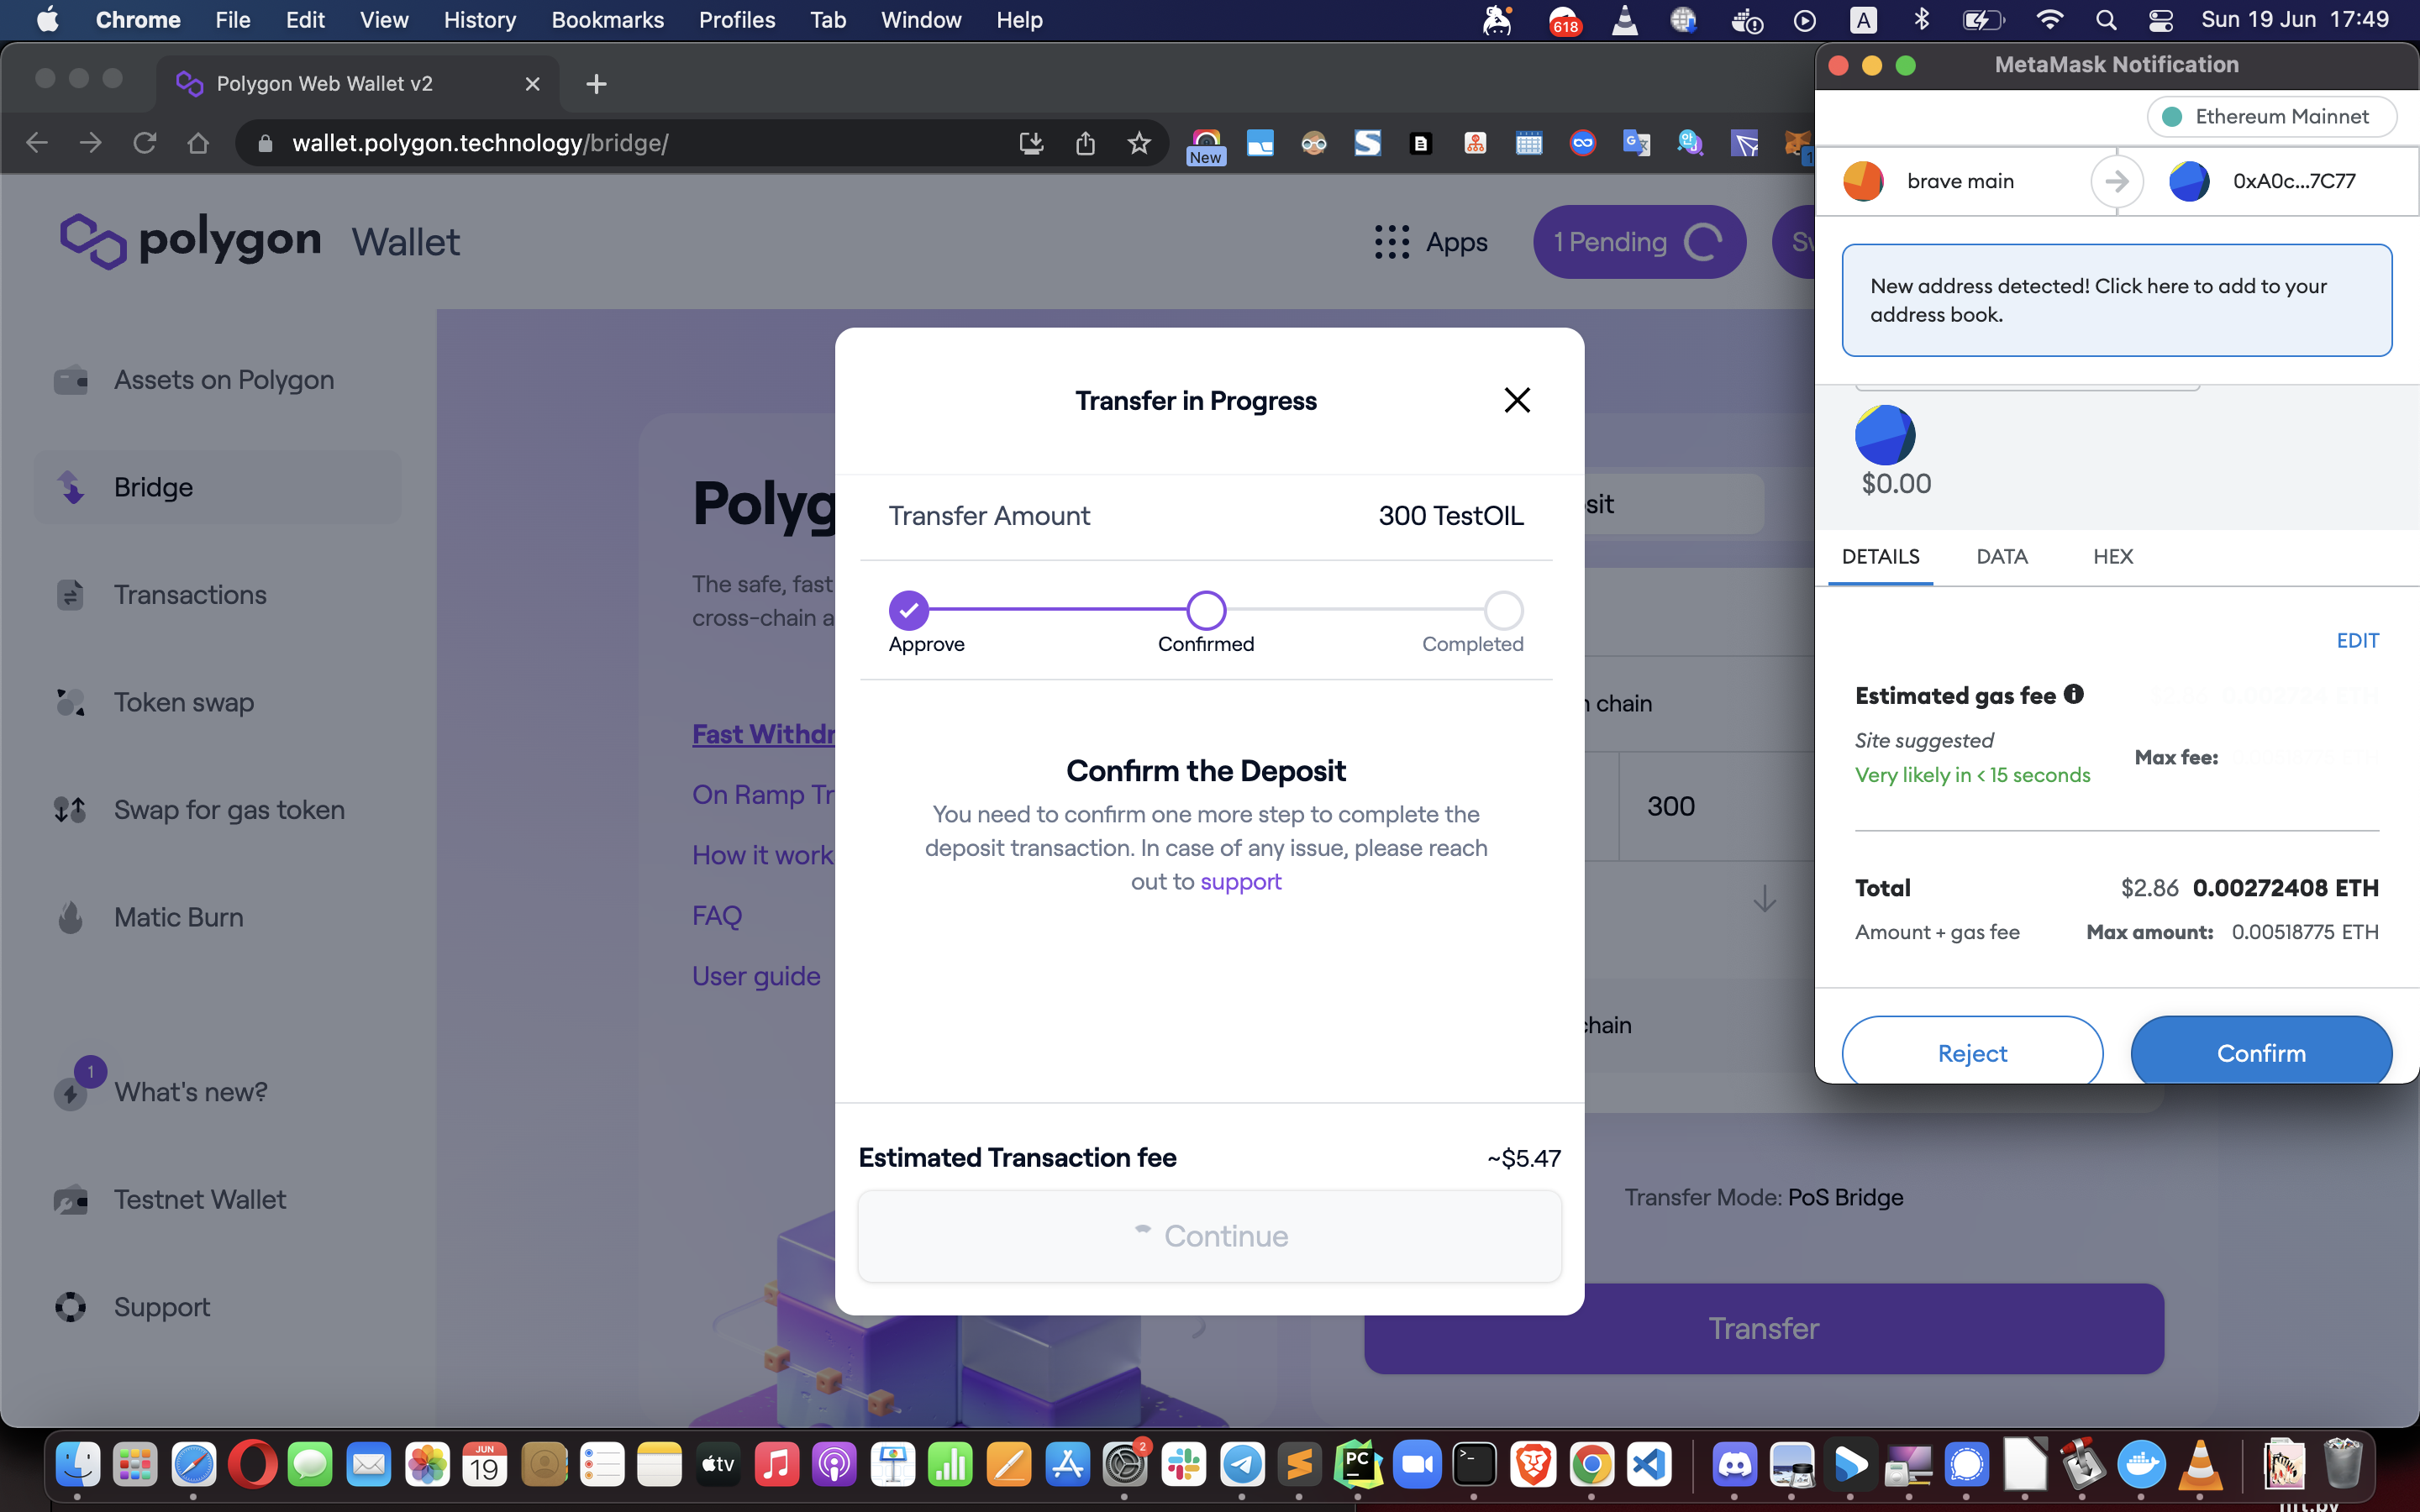 Chrome File Edit View History Bookmarks Profiles Tab Window Help
618
A
Sun 19 Jun 17:49
Polygon Web Wallet v2
wallet.polygon.technology/bridge/
New
polygon Wallet
Apps
1 Pending
Assets on Polygon
Bridge
Transactions
Token swap
Swap for gas token
Matic Burn
1
What's new?
Testnet Wallet
Support
The safe, fast
cross-chain a
Fast Withdr
On Ramp Tr
How it work
FAQ
User guide
Transfer in Progress
Transfer Amount 300 TestOIL
Approve Confirmed Completed
Confirm the Deposit
You need to confirm one more step to complete the
deposit transaction. In case of any issue, please reach
out to support
Estimated Transaction fee ~$5.47
Continue
sit
chain
300
chain
Transfer Mode: PoS Bridge
Transfer
MetaMask Notification
Ethereum Mainnet
brave main 0xA0c...7C77
New address detected! Click here to add to your
address book.
$0.00
DETAILS DATA HEX
EDIT
Estimated gas fee
Site suggested
Very likely in < 15 seconds
Max fee:
Total $2.86 0.00272408 ETH
Amount + gas fee Max amount: 0.00518775 ETH
Reject Confirm
JUN
19
tv
2
PC